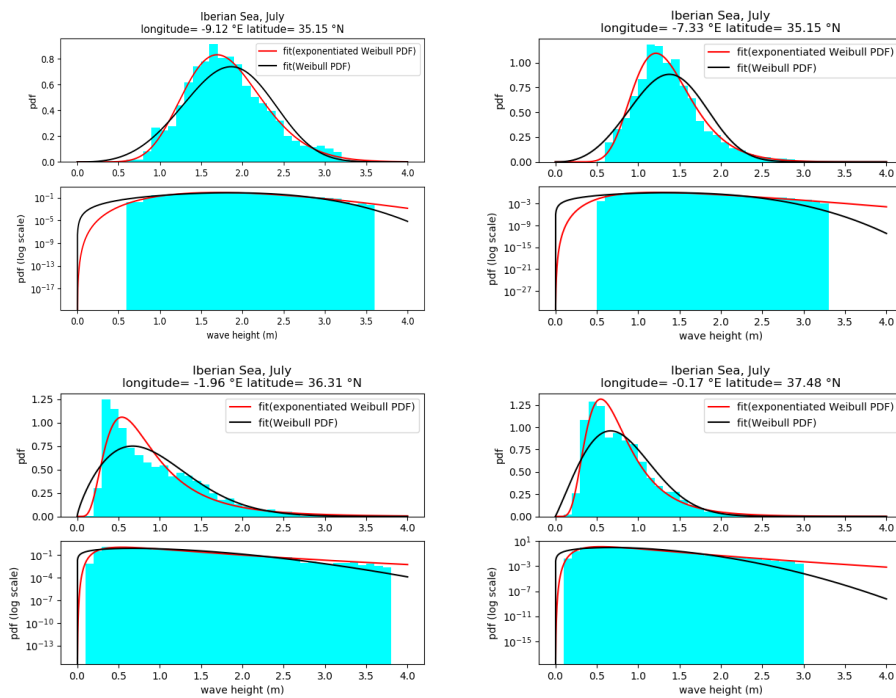 Iberian Sea, July
longitude= -9.12 °E latitude= 35.15 °N
fit(exponentiated Weibull PDF)
fit(Weibull PDF)
pdf
0.8
0.6
0.4
0.2
0.0
0.0 0.5 1.0 1.5 2.0 2.5 3.0 3.5 4.0
pdf (log scale)
10⁻¹
10⁻⁵
10⁻⁹
10⁻¹³
10⁻¹⁷
0.0 0.5 1.0 1.5 2.0 2.5 3.0 3.5 4.0
wave height (m)
Iberian Sea, July
longitude= -7.33 °E latitude= 35.15 °N
fit(exponentiated Weibull PDF)
fit(Weibull PDF)
pdf
1.00
0.75
0.50
0.25
0.00
0.0 0.5 1.0 1.5 2.0 2.5 3.0 3.5 4.0
pdf (log scale)
10⁻³
10⁻⁹
10⁻¹⁵
10⁻²¹
10⁻²⁷
0.0 0.5 1.0 1.5 2.0 2.5 3.0 3.5 4.0
wave height (m)
Iberian Sea, July
longitude= -1.96 °E latitude= 36.31 °N
fit(exponentiated Weibull PDF)
fit(Weibull PDF)
pdf
1.25
1.00
0.75
0.50
0.25
0.00
0.0 0.5 1.0 1.5 2.0 2.5 3.0 3.5 4.0
pdf (log scale)
10⁻¹
10⁻⁴
10⁻⁷
10⁻¹⁰
10⁻¹³
0.0 0.5 1.0 1.5 2.0 2.5 3.0 3.5 4.0
wave height (m)
Iberian Sea, July
longitude= -0.17 °E latitude= 37.48 °N
fit(exponentiated Weibull PDF)
fit(Weibull PDF)
pdf
1.25
1.00
0.75
0.50
0.25
0.00
0.0 0.5 1.0 1.5 2.0 2.5 3.0 3.5 4.0
pdf (log scale)
10¹
10⁻³
10⁻⁷
10⁻¹¹
10⁻¹⁵
0.0 0.5 1.0 1.5 2.0 2.5 3.0 3.5 4.0
wave height (m)